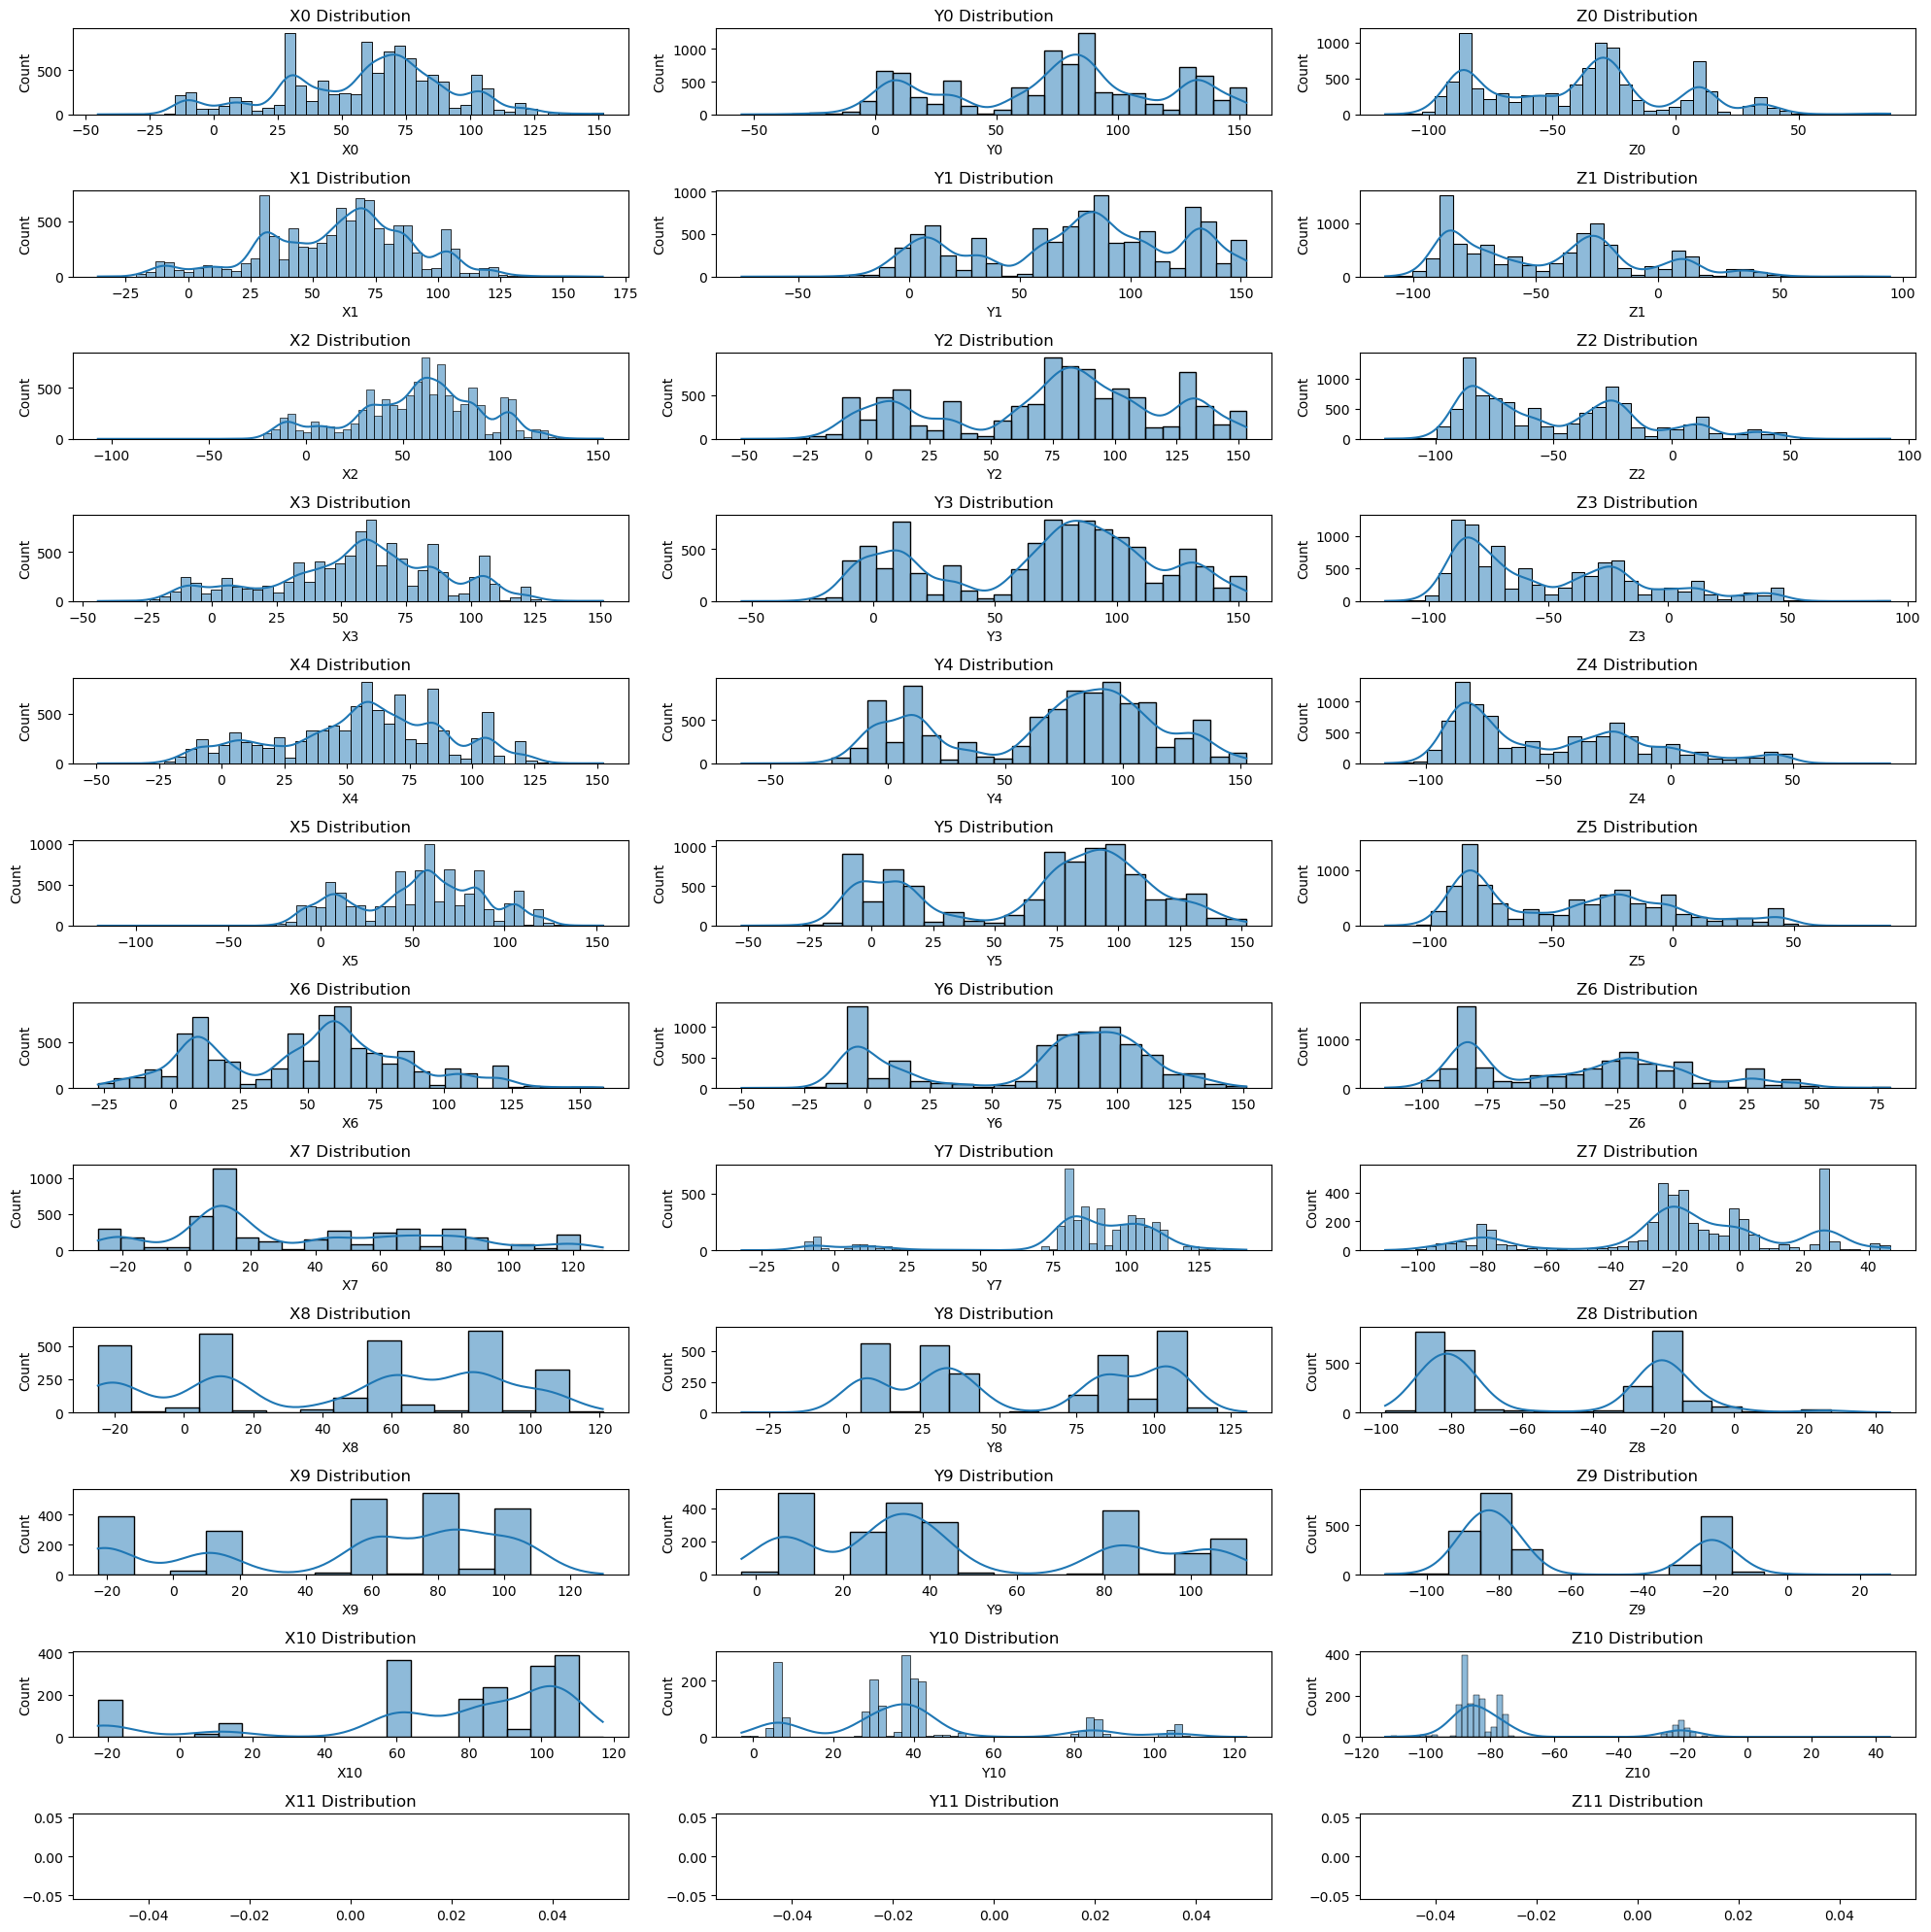 X0 Distribution Y0 Distribution Z0 Distribution
Count 500 0 Count 1000 500 0 Count 1000 500 0
−50 −25 0 25 50 75 100 125 150 −50 0 50 100 150 −100 −50 0 50
X0 Y0 Z0
X1 Distribution Y1 Distribution Z1 Distribution
Count 500 0 Count 1000 500 0 Count 1000 0
−25 0 25 50 75 100 125 150 175 −50 0 50 100 150 −100 −50 0 50 100
X1 Y1 Z1
X2 Distribution Y2 Distribution Z2 Distribution
Count 500 0 Count 500 0 Count 1000 500 0
−100 −50 0 50 100 150 −50 −25 0 25 50 75 100 125 150 −100 −50 0 50 100
X2 Y2 Z2
X3 Distribution Y3 Distribution Z3 Distribution
Count 500 0 Count 500 0 Count 1000 500 0
−50 −25 0 25 50 75 100 125 150 −50 0 50 100 150 −100 −50 0 50 100
X3 Y3 Z3
X4 Distribution Y4 Distribution Z4 Distribution
Count 500 0 Count 500 0 Count 1000 500 0
−50 −25 0 25 50 75 100 125 150 −50 0 50 100 150 −100 −50 0 50
X4 Y4 Z4
X5 Distribution Y5 Distribution Z5 Distribution
Count 1000 500 0 Count 1000 500 0 Count 1000 0
−100 −50 0 50 100 150 −50 −25 0 25 50 75 100 125 150 −100 −50 0 50
X5 Y5 Z5
X6 Distribution Y6 Distribution Z6 Distribution
Count 500 0 Count 1000 500 0 Count 1000 0
−25 0 25 50 75 100 125 150 −50 −25 0 25 50 75 100 125 150 −100 −75 −50 −25 0 25 50 75
X6 Y6 Z6
X7 Distribution Y7 Distribution Z7 Distribution
Count 1000 500 0 Count 500 0 Count 400 200 0
−20 0 20 40 60 80 100 120 −25 0 25 50 75 100 125 −100 −80 −60 −40 −20 0 20 40
X7 Y7 Z7
X8 Distribution Y8 Distribution Z8 Distribution
Count 500 250 0 Count 500 250 0 Count 500 0
−20 0 20 40 60 80 100 120 −25 0 25 50 75 100 125 −100 −80 −60 −40 −20 0 20 40
X8 Y8 Z8
X9 Distribution Y9 Distribution Z9 Distribution
Count 400 200 0 Count 400 200 0 Count 500 0
−20 0 20 40 60 80 100 120 0 20 40 60 80 100 −100 −80 −60 −40 −20 0 20
X9 Y9 Z9
X10 Distribution Y10 Distribution Z10 Distribution
Count 400 200 0 Count 200 0 Count 400 200 0
−20 0 20 40 60 80 100 120 0 20 40 60 80 100 120 −120 −100 −80 −60 −40 −20 0 20 40
X10 Y10 Z10
X11 Distribution Y11 Distribution Z11 Distribution
0.05 0.00 −0.05 0.05 0.00 −0.05 0.05 0.00 −0.05
−0.04 −0.02 0.00 0.02 0.04 −0.04 −0.02 0.00 0.02 0.04 −0.04 −0.02 0.00 0.02 0.04